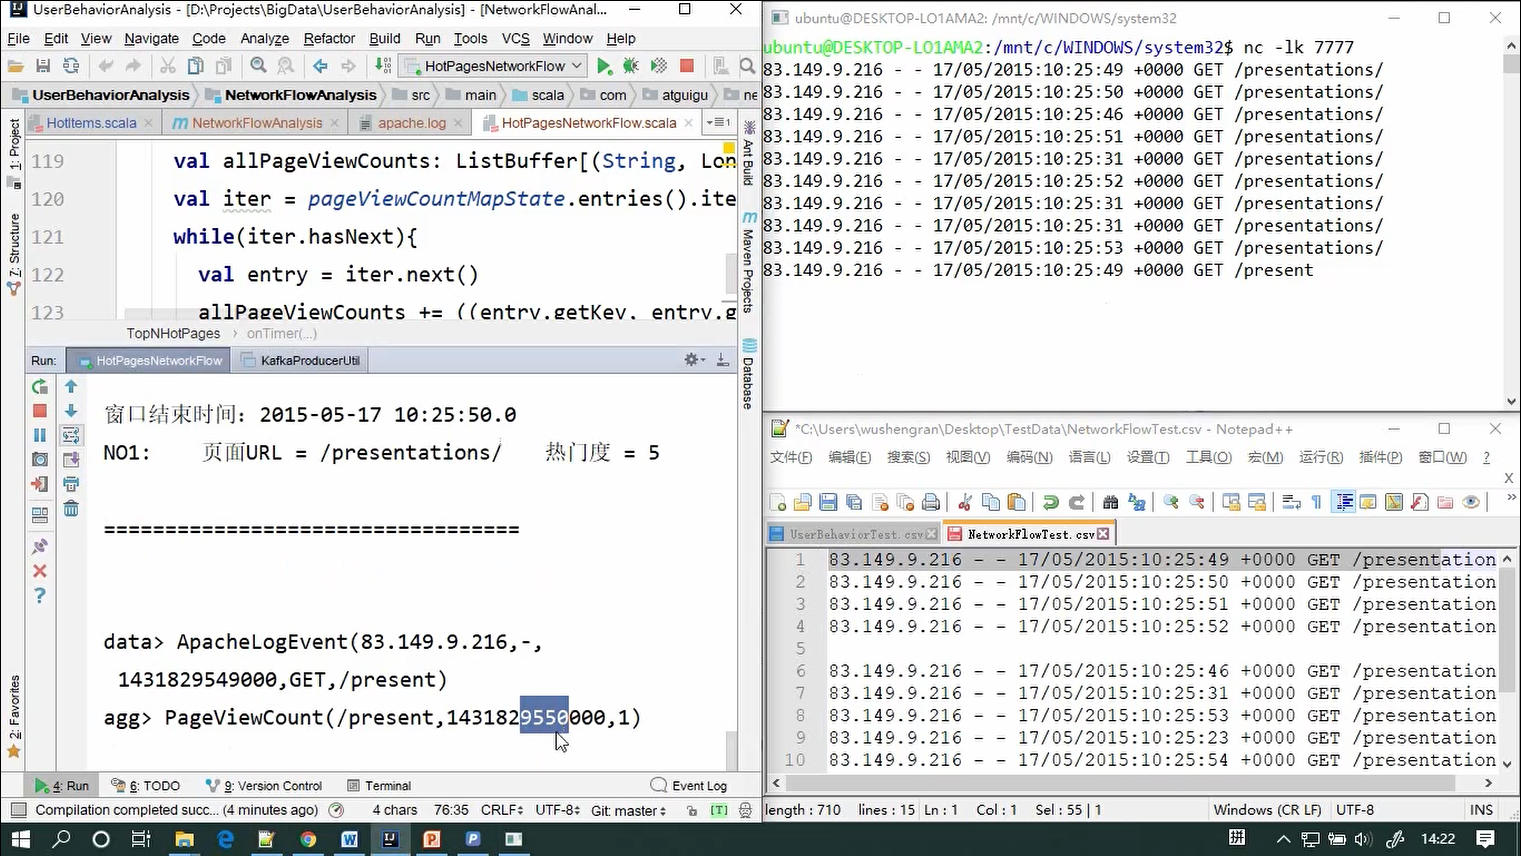 UserBehaviorAnalysis - [D:\Projects\BigData\UserBehaviorAnalysis] - [NetworkFlowAnal...
File Edit View Navigate Code Analyze Refactor Build Run Tools VCS Window Help
HotPagesNetworkFlow
UserBehaviorAnalysis NetworkFlowAnalysis src main scala com atguigu ne
HotItems.scala NetworkFlowAnalysis apache.log HotPagesNetworkFlow.scala
1: Project
7: Structure
2: Favorites
Ant Build
Maven Projects
Database
119 val allPageViewCounts: ListBuffer[(String, Lon
120 val iter = pageViewCountMapState.entries().ite
121 while(iter.hasNext){
122 val entry = iter.next()
123 allPageViewCounts += ((entry.getKey, entry.g
TopNHotPages onTimer(...)
Run: HotPagesNetworkFlow KafkaProducerUtil
窗口结束时间：2015-05-17 10:25:50.0
NO1: 页面URL = /presentations/ 热门度 = 5
==================================
data> ApacheLogEvent(83.149.9.216,-,
1431829549000,GET,/present)
agg> PageViewCount(/present,1431829550000,1)
4: Run 6: TODO 9: Version Control Terminal Event Log
Compilation completed succ... (4 minutes ago) 4 chars 76:35 CRLF UTF-8 Git: master [T]
ubuntu@DESKTOP-LO1AMA2: /mnt/c/WINDOWS/system32
ubuntu@DESKTOP-LO1AMA2:/mnt/c/WINDOWS/system32$ nc -lk 7777
83.149.9.216 - - 17/05/2015:10:25:49 +0000 GET /presentations/
83.149.9.216 - - 17/05/2015:10:25:50 +0000 GET /presentations/
83.149.9.216 - - 17/05/2015:10:25:46 +0000 GET /presentations/
83.149.9.216 - - 17/05/2015:10:25:51 +0000 GET /presentations/
83.149.9.216 - - 17/05/2015:10:25:31 +0000 GET /presentations/
83.149.9.216 - - 17/05/2015:10:25:52 +0000 GET /presentations/
83.149.9.216 - - 17/05/2015:10:25:31 +0000 GET /presentations/
83.149.9.216 - - 17/05/2015:10:25:31 +0000 GET /presentations/
83.149.9.216 - - 17/05/2015:10:25:53 +0000 GET /presentations/
83.149.9.216 - - 17/05/2015:10:25:49 +0000 GET /present
*C:\Users\wushengran\Desktop\TestData\NetworkFlowTest.csv - Notepad++
文件(F) 编辑(E) 搜索(S) 视图(V) 编码(N) 语言(L) 设置(T) 工具(O) 宏(M) 运行(R) 插件(P) 窗口(W) ?
X
UserBehaviorTest.csv NetworkFlowTest.csv
1 83.149.9.216 - - 17/05/2015:10:25:49 +0000 GET /presentation
2 83.149.9.216 - - 17/05/2015:10:25:50 +0000 GET /presentation
3 83.149.9.216 - - 17/05/2015:10:25:51 +0000 GET /presentation
4 83.149.9.216 - - 17/05/2015:10:25:52 +0000 GET /presentation
5
6 83.149.9.216 - - 17/05/2015:10:25:46 +0000 GET /presentation
7 83.149.9.216 - - 17/05/2015:10:25:31 +0000 GET /presentation
8 83.149.9.216 - - 17/05/2015:10:25:53 +0000 GET /presentation
9 83.149.9.216 - - 17/05/2015:10:25:23 +0000 GET /presentation
10 83.149.9.216 - - 17/05/2015:10:25:54 +0000 GET /presentation
length : 710 lines : 15 Ln : 1 Col : 1 Sel : 55 | 1 Windows (CR LF) UTF-8 INS
拼 14:22